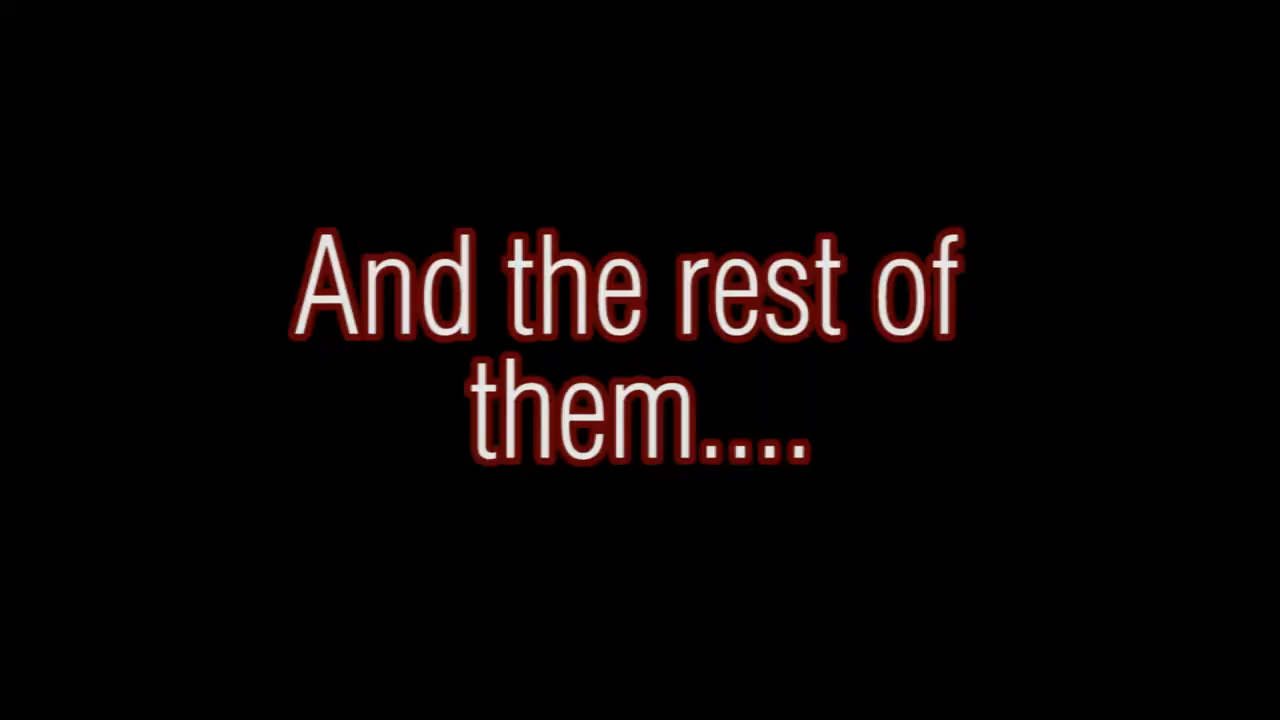 And the rest of
them....